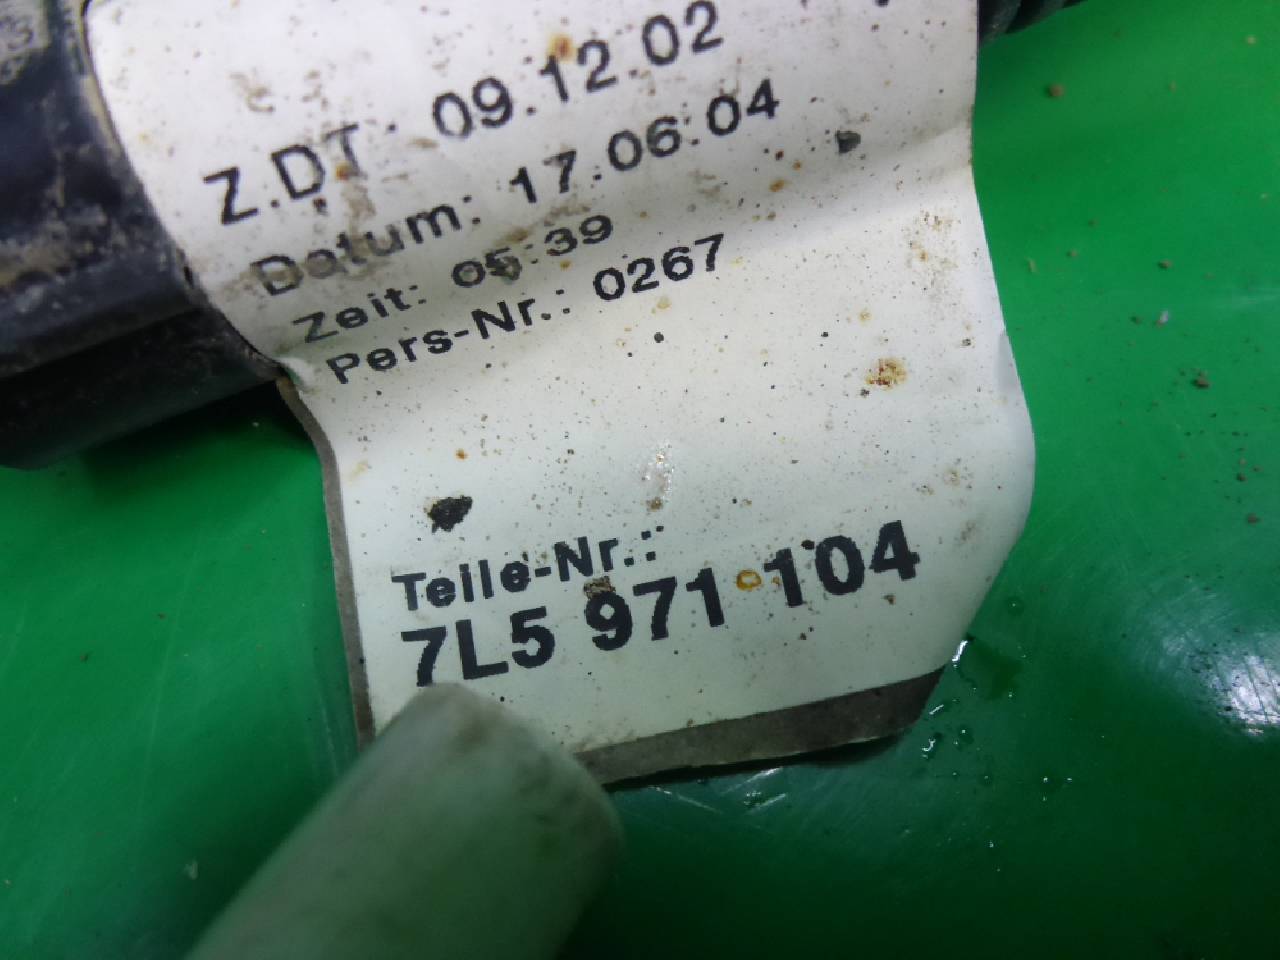 Z.DT: 09.12.02
Datum: 17.06.04
Zeit: 05:39
Pers-Nr.: 0267
Teile-Nr.:
7L5 971 104